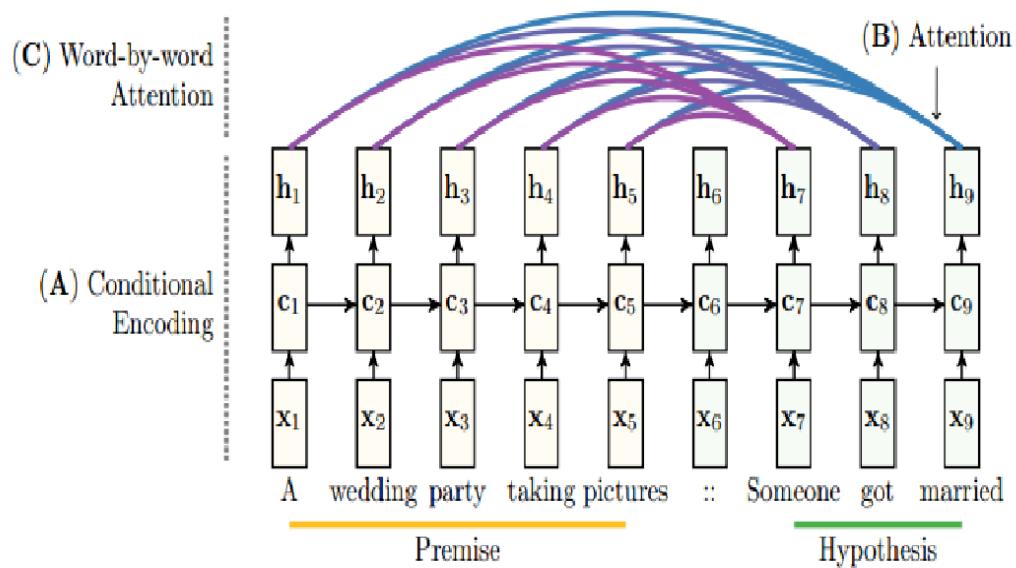 (C) Word-by-word
Attention
(B) Attention
h1 h2 h3 h4 h5 h6 h7 h8 h9
(A) Conditional
Encoding
c1 c2 c3 c4 c5 c6 c7 c8 c9
x1 x2 x3 x4 x5 x6 x7 x8 x9
A wedding party taking pictures :: Someone got married
Premise Hypothesis